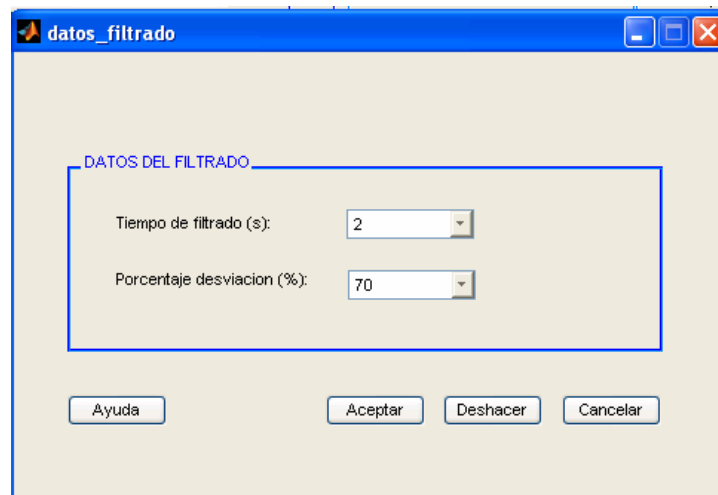 datos_filtrado
DATOS DEL FILTRADO
Tiempo de filtrado (s): 2
Porcentaje desviacion (%): 70
Ayuda Aceptar Deshacer Cancelar